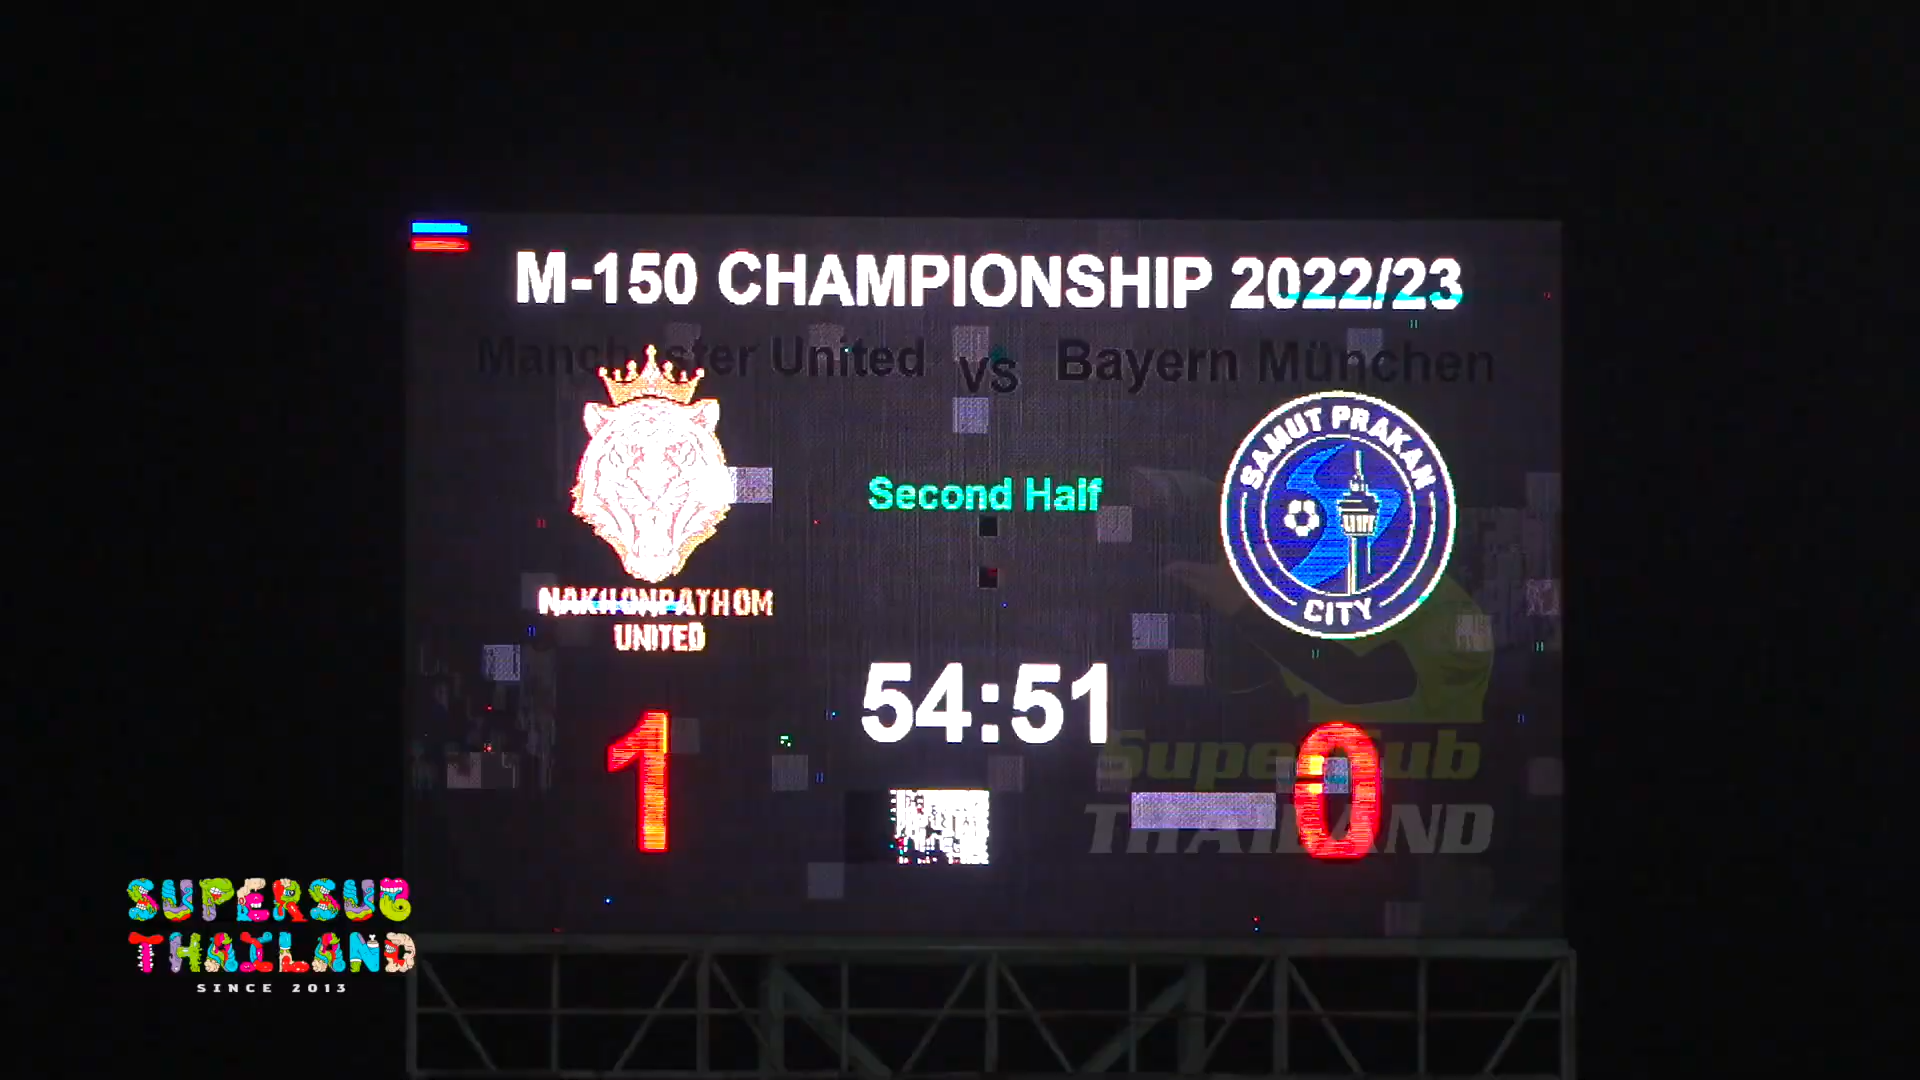 M-150 CHAMPIONSHIP 2022/23
Manchester United vs Bayern München
NAKHONPATHOM
UNITED
Second Half
SAMUT PRAKAN
CITY
54:51
1
0
SuperSub
THAILAND
SUPERSUB
THAILAND
SINCE 2013